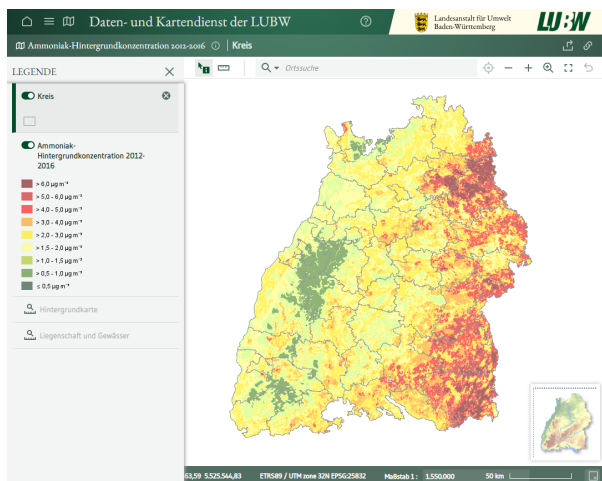 Daten- und Kartendienst der LUBW
Landesanstalt für Umwelt
Baden-Württemberg
LUBW
Ammoniak-Hintergrundkonzentration 2012-2016 | Kreis
LEGENDE
Ortssuche
Kreis
Ammoniak-
Hintergrundkonzentration 2012-
2016
> 6,0 µg m⁻³
> 5,0 - 6,0 µg m⁻³
> 4,0 - 5,0 µg m⁻³
> 3,0 - 4,0 µg m⁻³
> 2,0 - 3,0 µg m⁻³
> 1,5 - 2,0 µg m⁻³
> 1,0 - 1,5 µg m⁻³
> 0,5 - 1,0 µg m⁻³
≤ 0,5 µg m⁻³
Hintergrundkarte
Liegenschaft und Gewässer
63,59 5.525.544,83 ETRS89 / UTM zone 32N EPSG:25832 Maßstab 1 : 1.550.000 50 km